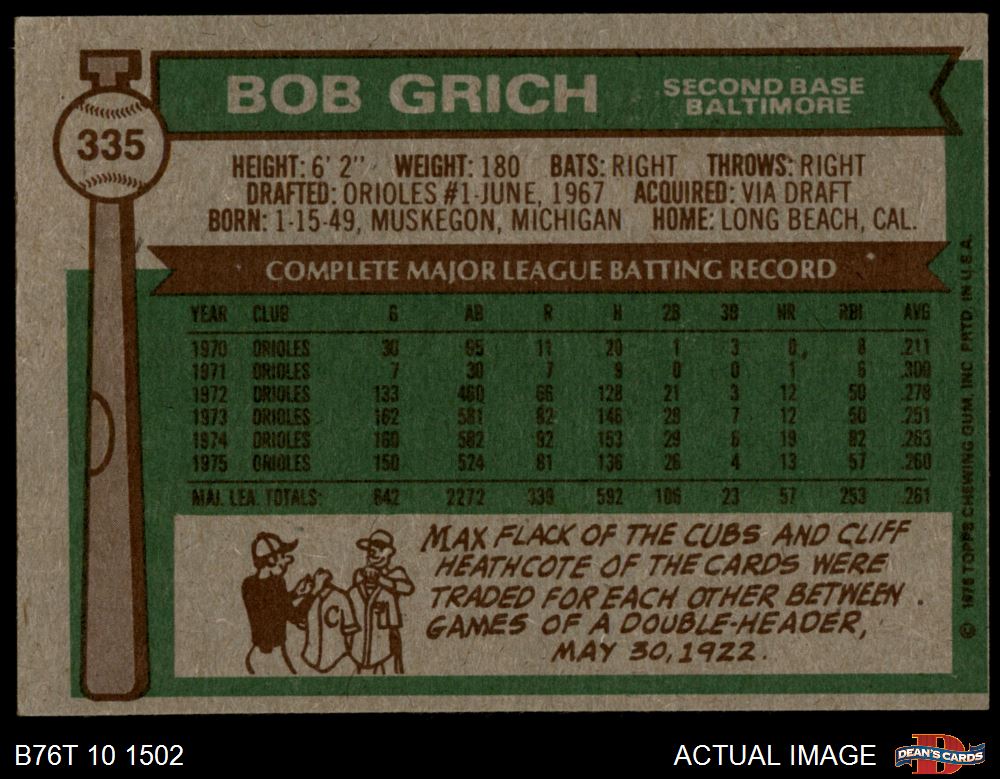 BOB GRICH
SECOND BASE
BALTIMORE
335
HEIGHT: 6' 2'' WEIGHT: 180 BATS: RIGHT THROWS: RIGHT
DRAFTED: ORIOLES #1-JUNE, 1967 ACQUIRED: VIA DRAFT
BORN: 1-15-49, MUSKEGON, MICHIGAN HOME: LONG BEACH, CAL.
COMPLETE MAJOR LEAGUE BATTING RECORD
YEAR CLUB G AB R H 2B 3B HR RBI AVG
1970 ORIOLES 30 95 11 20 1 3 0 8 .211
1971 ORIOLES 7 30 7 9 0 0 1 6 .300
1972 ORIOLES 133 460 66 128 21 3 12 50 .278
1973 ORIOLES 162 581 82 146 29 7 12 50 .251
1974 ORIOLES 160 582 92 153 29 6 19 82 .263
1975 ORIOLES 150 524 81 136 26 4 13 57 .260
MAJ. LEA. TOTALS: 642 2272 339 592 106 23 57 253 .261
MAX FLACK OF THE CUBS AND CLIFF
HEATHCOTE OF THE CARDS WERE
TRADED FOR EACH OTHER BETWEEN
GAMES OF A DOUBLE-HEADER,
MAY 30, 1922.
C
© 1976 TOPPS CHEWING GUM, INC. PRTD. IN U.S.A.
B76T 10 1502
ACTUAL IMAGE
D
DEAN'S CARDS